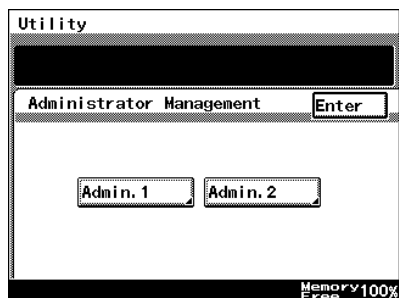 Utility
Administrator Management Enter
Admin.1 Admin.2
Memory
Free 100%